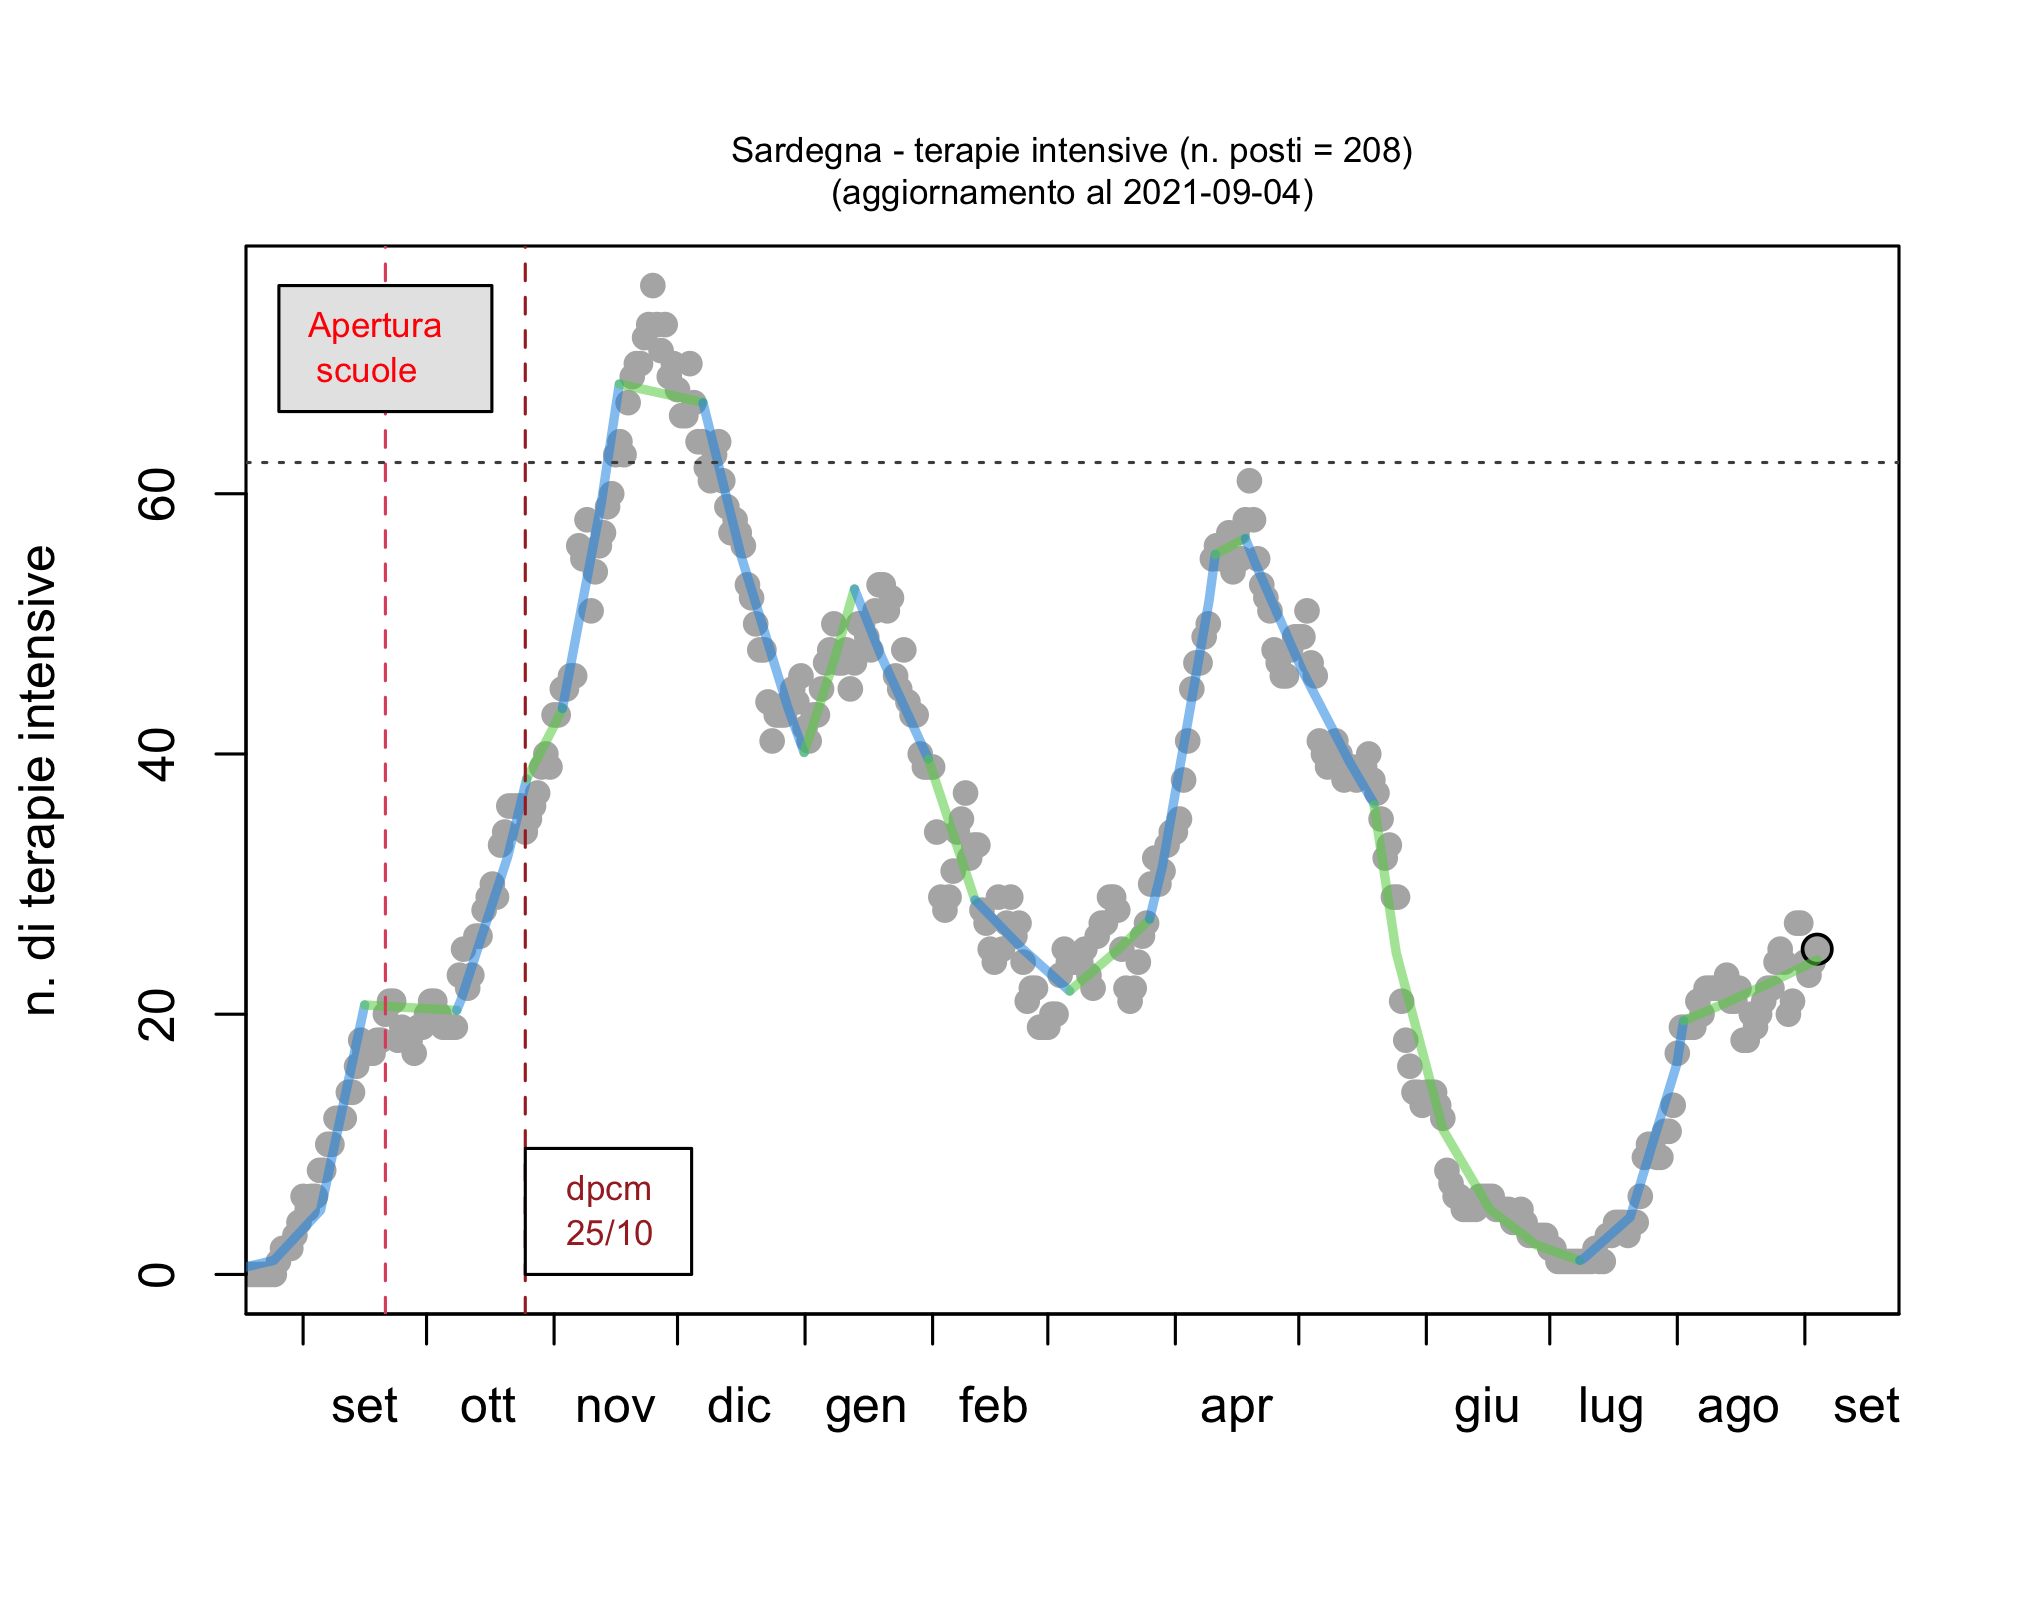 Sardegna - terapie intensive (n. posti = 208)
(aggiornamento al 2021-09-04)
Apertura
scuole
dpcm
25/10
n. di terapie intensive
60
40
20
0
set ott nov dic gen feb apr giu lug ago set